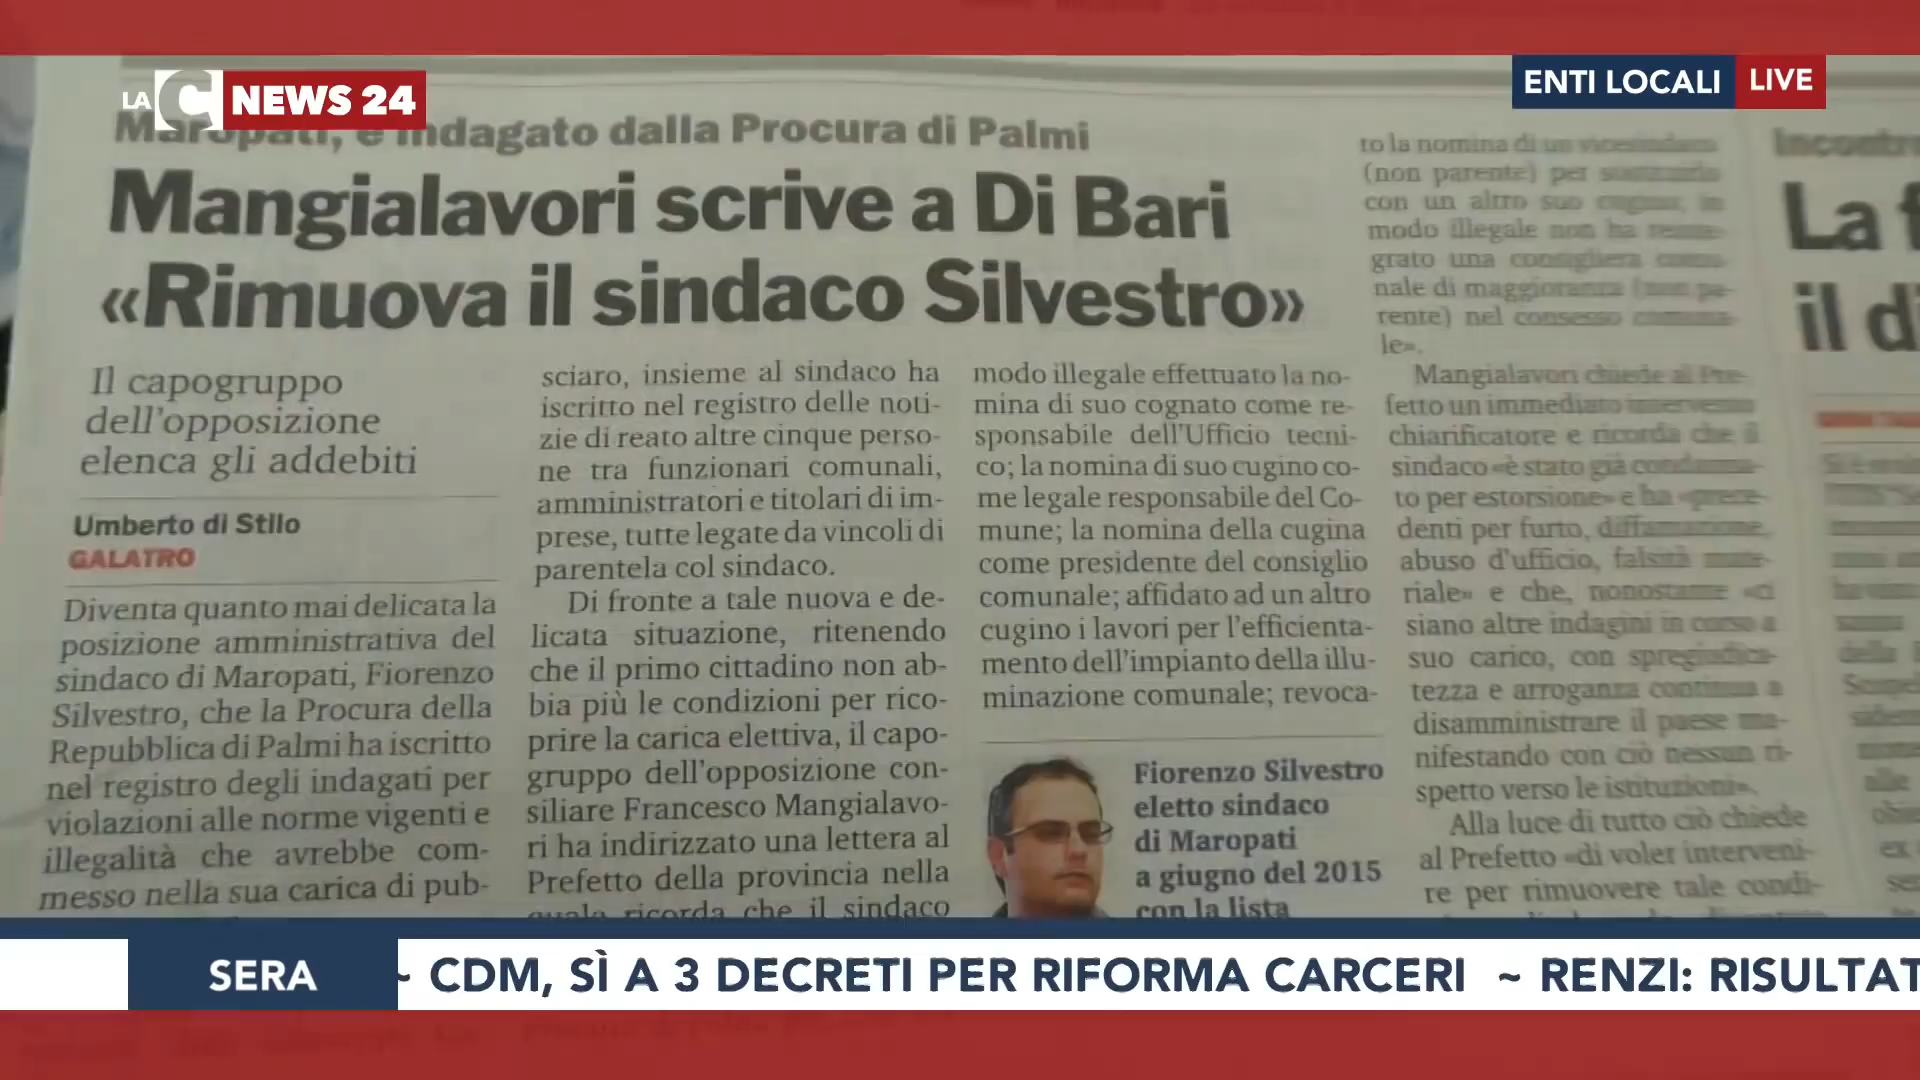 LA C NEWS 24
ENTI LOCALI LIVE
Maropati, è indagato dalla Procura di Palmi
Mangialavori scrive a Di Bari
«Rimuova il sindaco Silvestro»
Il capogruppo
dell'opposizione
elenca gli addebiti
Umberto di Stilo
GALATRO
Diventa quanto mai delicata la
posizione amministrativa del
sindaco di Maropati, Fiorenzo
Silvestro, che la Procura della
Repubblica di Palmi ha iscritto
nel registro degli indagati per
violazioni alle norme vigenti e
illegalità che avrebbe com-
messo nella sua carica di pub-
sciaro, insieme al sindaco ha
iscritto nel registro delle noti-
zie di reato altre cinque perso-
ne tra funzionari comunali,
amministratori e titolari di im-
prese, tutte legate da vincoli di
parentela col sindaco.
Di fronte a tale nuova e de-
licata situazione, ritenendo
che il primo cittadino non ab-
bia più le condizioni per rico-
prire la carica elettiva, il capo-
gruppo dell'opposizione con-
siliare Francesco Mangialavo-
ri ha indirizzato una lettera al
Prefetto della provincia nella
quale ricorda che il sindaco
modo illegale effettuato la no-
mina di suo cognato come re-
sponsabile dell'Ufficio tecni-
co; la nomina di suo cugino co-
me legale responsabile del Co-
mune; la nomina della cugina
come presidente del consiglio
comunale; affidato ad un altro
cugino i lavori per l'efficienta-
mento dell'impianto della illu-
minazione comunale; revoca-
Fiorenzo Silvestro
eletto sindaco
di Maropati
a giugno del 2015
con la lista
to la nomina di un vicesindaco
(non parente) per sostituirlo
con un altro suo cugino; in
modo illegale non ha reinte-
grato una consigliera comu-
nale di maggioranza (non pa-
rente) nel consesso comuna-
le».
Mangialavori chiede al Pre-
fetto un immediato intervento
chiarificatore e ricorda che il
sindaco «è stato già condanna-
to per estorsione» e ha «prece-
denti per furto, diffamazione,
abuso d'ufficio, falsità mate-
riale» e che, nonostante «ci
siano altre indagini in corso a
suo carico, con spregiudica-
tezza e arroganza continua a
disamministrare il paese ma-
nifestando con ciò nessun ri-
spetto verso le istituzioni».
Alla luce di tutto ciò chiede
al Prefetto «di voler interveni-
re per rimuovere tale condi-
Incontro
La f
il d
SERA
~ CDM, SÌ A 3 DECRETI PER RIFORMA CARCERI ~ RENZI: RISULTAT